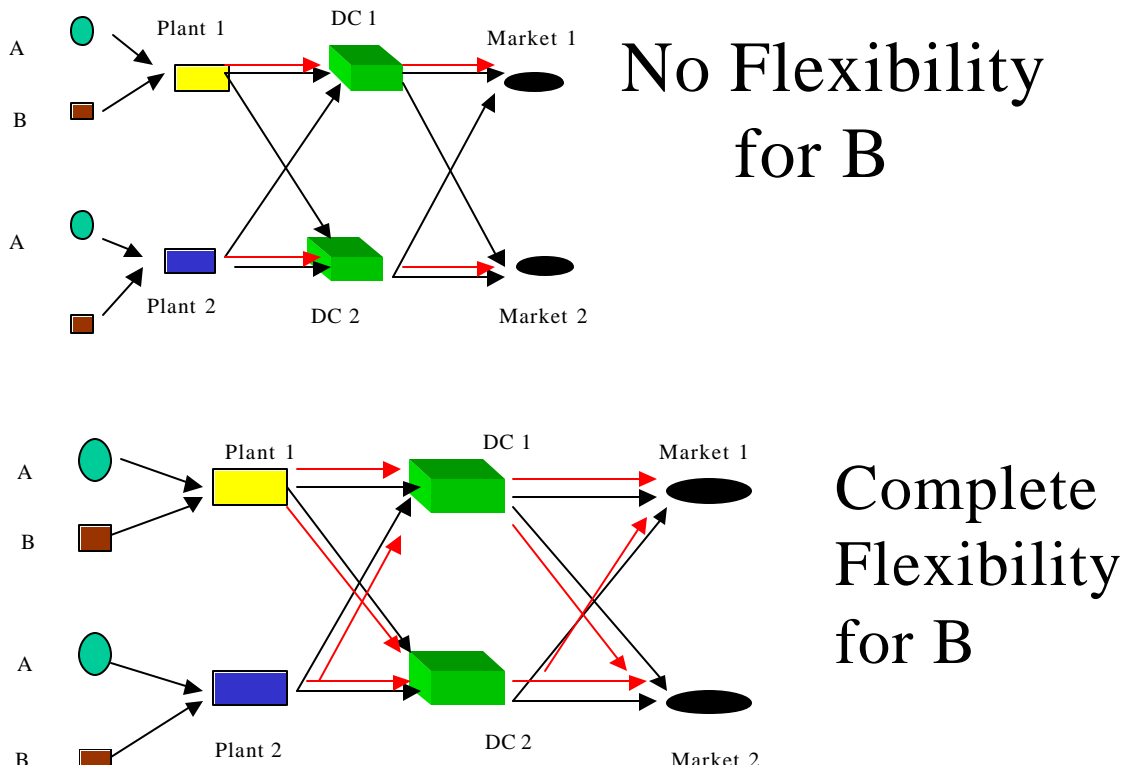 DC 1
Plant 1
A
Market 1
No Flexibility
for B
B
A
Plant 2
DC 2
Market 2
DC 1
Plant 1
Market 1
A
Complete
Flexibility
for B
B
A
DC 2
Plant 2
B
Market 2